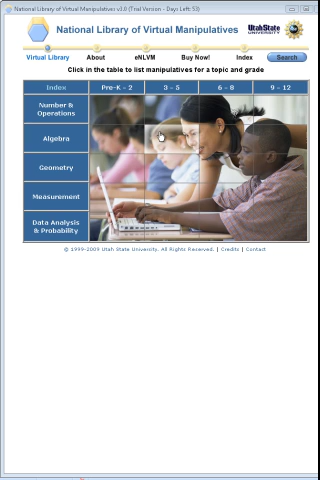 National Library of Virtual Manipulatives v3.0 (Trial Version - Days Left: 53)
National Library of Virtual Manipulatives
UtahState
UNIVERSITY
Virtual Library About eNLVM Buy Now! Index Search
Click in the table to list manipulatives for a topic and grade
Index Pre-K - 2 3 - 5 6 - 8 9 - 12
Number &
Operations
Algebra
Geometry
Measurement
Data Analysis
& Probability
© 1999-2009 Utah State University. All Rights Reserved. | Credits | Contact